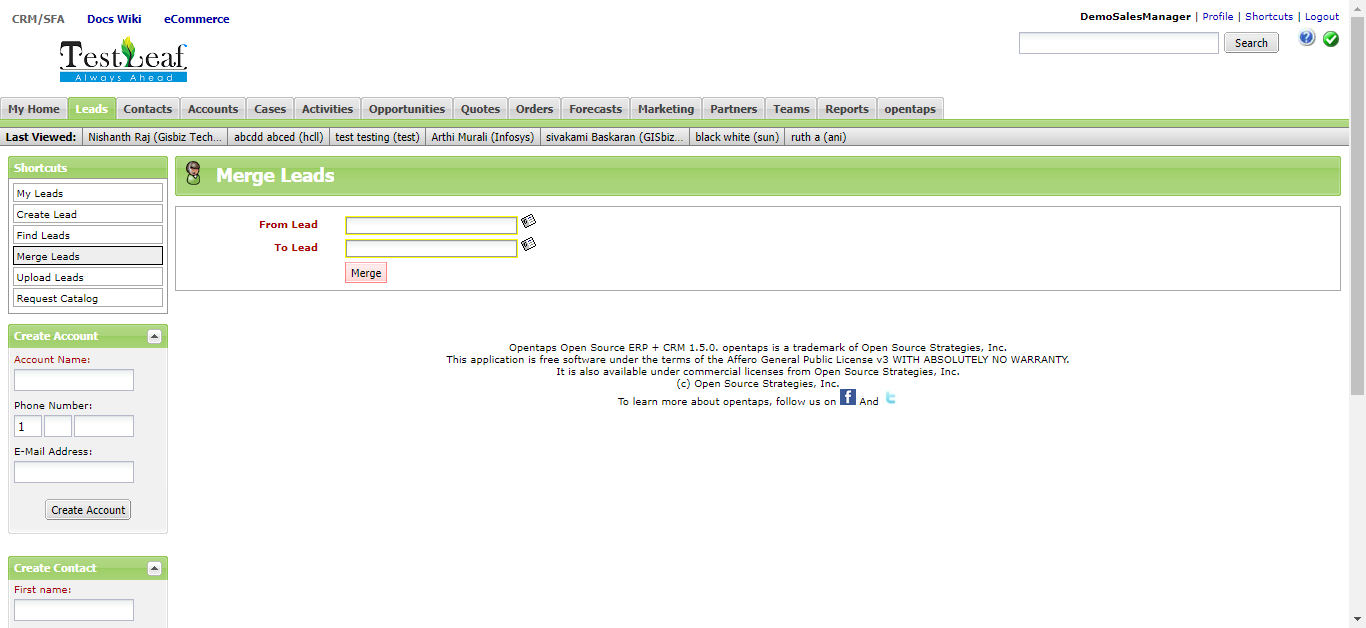 CRM/SFA Docs Wiki eCommerce
DemoSalesManager | Profile | Shortcuts | Logout
Search
TestLeaf
Always Ahead
My Home Leads Contacts Accounts Cases Activities Opportunities Quotes Orders Forecasts Marketing Partners Teams Reports opentaps
Last Viewed: Nishanth Raj (Gisbiz Tech... abcdd abced (hcll) test testing (test) Arthi Murali (Infosys) sivakami Baskaran (GISbiz... black white (sun) ruth a (ani)
Shortcuts
My Leads
Create Lead
Find Leads
Merge Leads
Upload Leads
Request Catalog
Create Account
Account Name:
Phone Number:
1
E-Mail Address:
Create Account
Create Contact
First name:
Merge Leads
From Lead
To Lead
Merge
Opentaps Open Source ERP + CRM 1.5.0. opentaps is a trademark of Open Source Strategies, Inc.
This application is free software under the terms of the Affero General Public License v3 WITH ABSOLUTELY NO WARRANTY.
It is also available under commercial licenses from Open Source Strategies, Inc.
(c) Open Source Strategies, Inc.
To learn more about opentaps, follow us on f And t